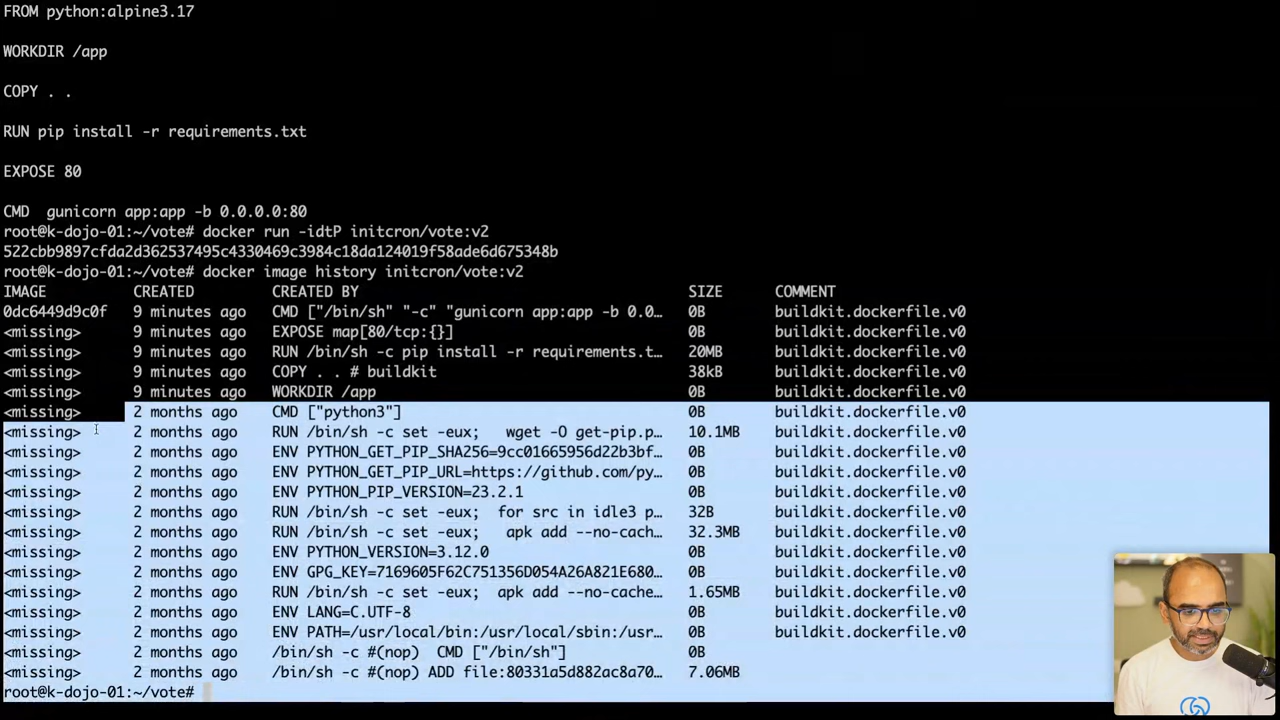 FROM python:alpine3.17
WORKDIR /app
COPY . .
RUN pip install -r requirements.txt
EXPOSE 80
CMD  gunicorn app:app -b 0.0.0.0:80
root@k-dojo-01:~/vote# docker run -idtP initcron/vote:v2
522cbb9897cfda2d362537495c4330469c3984c18da124019f58ade6d675348b
root@k-dojo-01:~/vote# docker image history initcron/vote:v2
IMAGE          CREATED         CREATED BY                                      SIZE      COMMENT
0dc6449d9c0f   9 minutes ago   CMD ["/bin/sh" "-c" "gunicorn app:app -b 0.0…   0B        buildkit.dockerfile.v0
<missing>      9 minutes ago   EXPOSE map[80/tcp:{}]                           0B        buildkit.dockerfile.v0
<missing>      9 minutes ago   RUN /bin/sh -c pip install -r requirements.t…   20MB      buildkit.dockerfile.v0
<missing>      9 minutes ago   COPY . . # buildkit                             38kB      buildkit.dockerfile.v0
<missing>      9 minutes ago   WORKDIR /app                                    0B        buildkit.dockerfile.v0
<missing>      2 months ago    CMD ["python3"]                                 0B        buildkit.dockerfile.v0
<missing>      2 months ago    RUN /bin/sh -c set -eux;   wget -O get-pip.p…   10.1MB    buildkit.dockerfile.v0
<missing>      2 months ago    ENV PYTHON_GET_PIP_SHA256=9cc01665956d22b3bf…   0B        buildkit.dockerfile.v0
<missing>      2 months ago    ENV PYTHON_GET_PIP_URL=https://github.com/py…   0B        buildkit.dockerfile.v0
<missing>      2 months ago    ENV PYTHON_PIP_VERSION=23.2.1                   0B        buildkit.dockerfile.v0
<missing>      2 months ago    RUN /bin/sh -c set -eux;  for src in idle3 p…   32B       buildkit.dockerfile.v0
<missing>      2 months ago    RUN /bin/sh -c set -eux;   apk add --no-cach…   32.3MB    buildkit.dockerfile.v0
<missing>      2 months ago    ENV PYTHON_VERSION=3.12.0                       0B        buildkit.dockerfile.v0
<missing>      2 months ago    ENV GPG_KEY=7169605F62C751356D054A26A821E680…   0B        buildkit.dockerfile.v0
<missing>      2 months ago    RUN /bin/sh -c set -eux;  apk add --no-cache…   1.65MB    buildkit.dockerfile.v0
<missing>      2 months ago    ENV LANG=C.UTF-8                                0B        buildkit.dockerfile.v0
<missing>      2 months ago    ENV PATH=/usr/local/bin:/usr/local/sbin:/usr…   0B        buildkit.dockerfile.v0
<missing>      2 months ago    /bin/sh -c #(nop)  CMD ["/bin/sh"]              0B
<missing>      2 months ago    /bin/sh -c #(nop) ADD file:80331a5d882ac8a70…   7.06MB
root@k-dojo-01:~/vote#